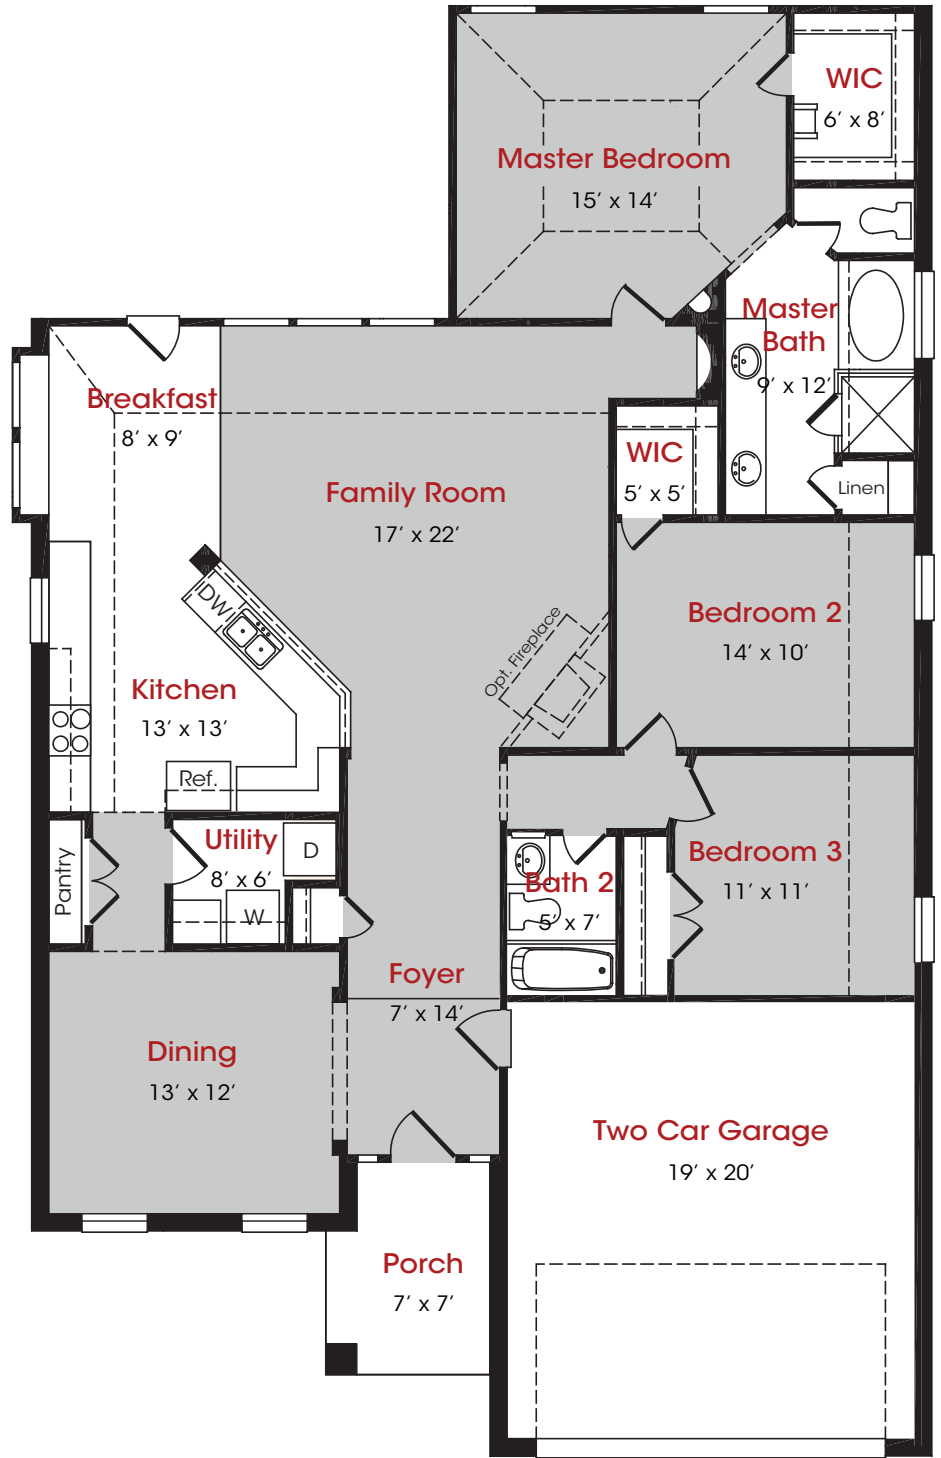 WIC
6’ x 8’
Master Bedroom
15’ x 14’
Master
Bath
9’ x 12’
Breakfast
8’ x 9’
WIC
5’ x 5’
Linen
Family Room
17’ x 22’
DW
Opt. Fireplace
Bedroom 2
14’ x 10’
Kitchen
13’ x 13’
Ref.
Utility
8’ x 6’
D
W
Pantry
Bedroom 3
11’ x 11’
Bath 2
5’ x 7’
Foyer
7’ x 14’
Dining
13’ x 12’
Two Car Garage
19’ x 20’
Porch
7’ x 7’